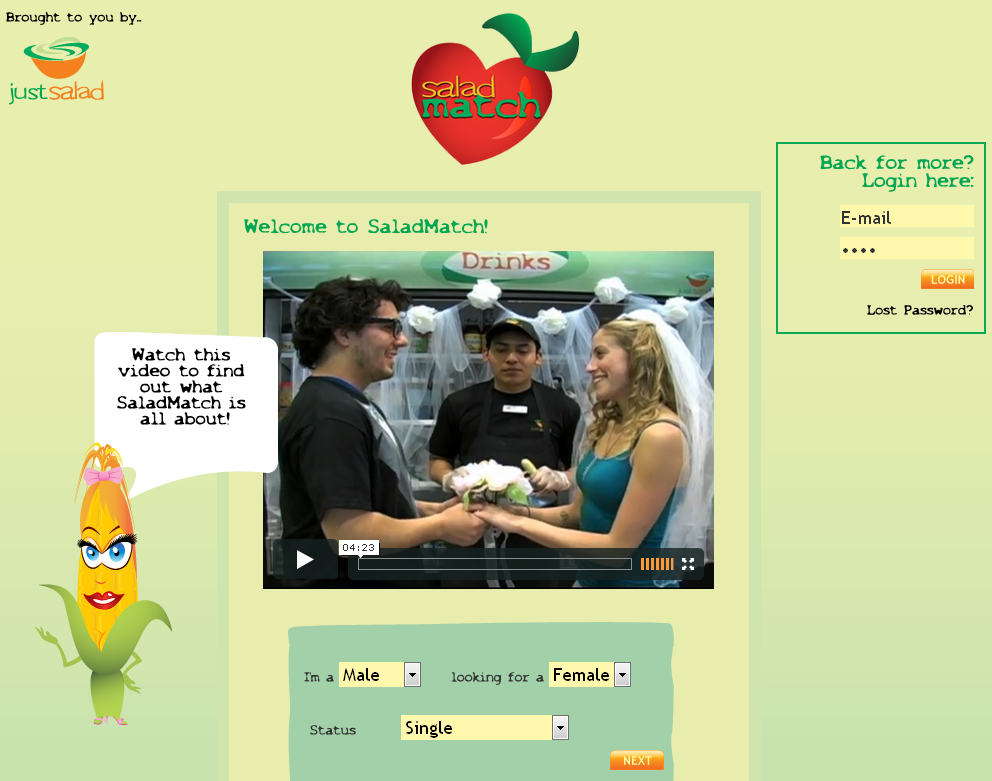 Brought to you by..
justsalad
salad
match
Back for more?
Login here:
E-mail
••••
LOGIN
Lost Password?
Welcome to SaladMatch!
Drinks
Watch this
video to find
out what
SaladMatch is
all about!
04:23
I'm a Male looking for a Female
Status Single
NEXT